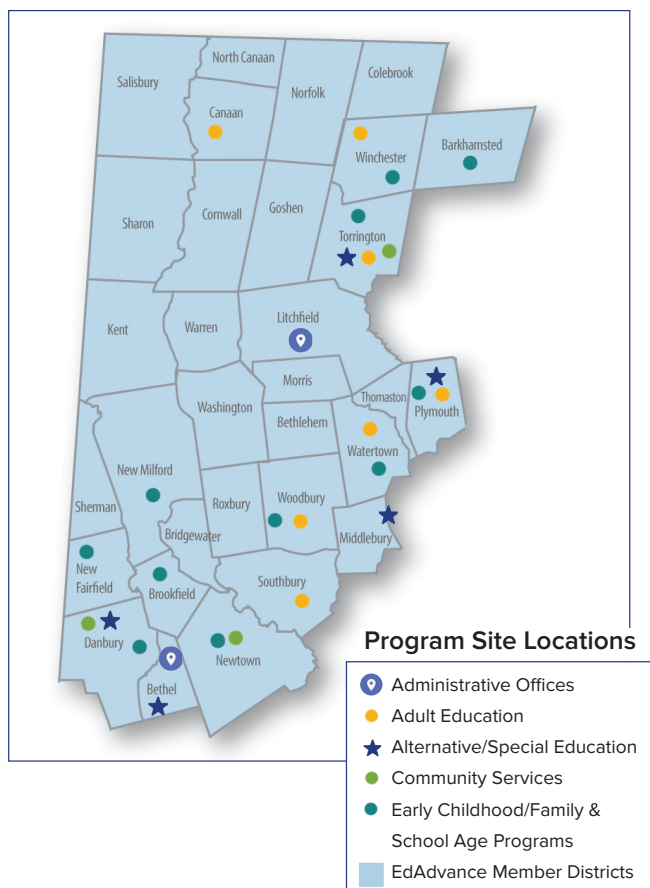 North Canaan
Colebrook
Salisbury
Norfolk
Canaan
Barkhamsted
Winchester
Goshen
Cornwall
Sharon
Torrington
Litchfield
Kent
Warren
Morris
Thomaston
Washington
Plymouth
Bethlehem
Watertown
New Milford
Woodbury
Roxbury
Sherman
Bridgewater
Middlebury
New
Fairfield
Southbury
Brookfield
Danbury
Newtown
Bethel
Program Site Locations
Administrative Offices
Adult Education
Alternative/Special Education
Community Services
Early Childhood/Family &
School Age Programs
EdAdvance Member Districts